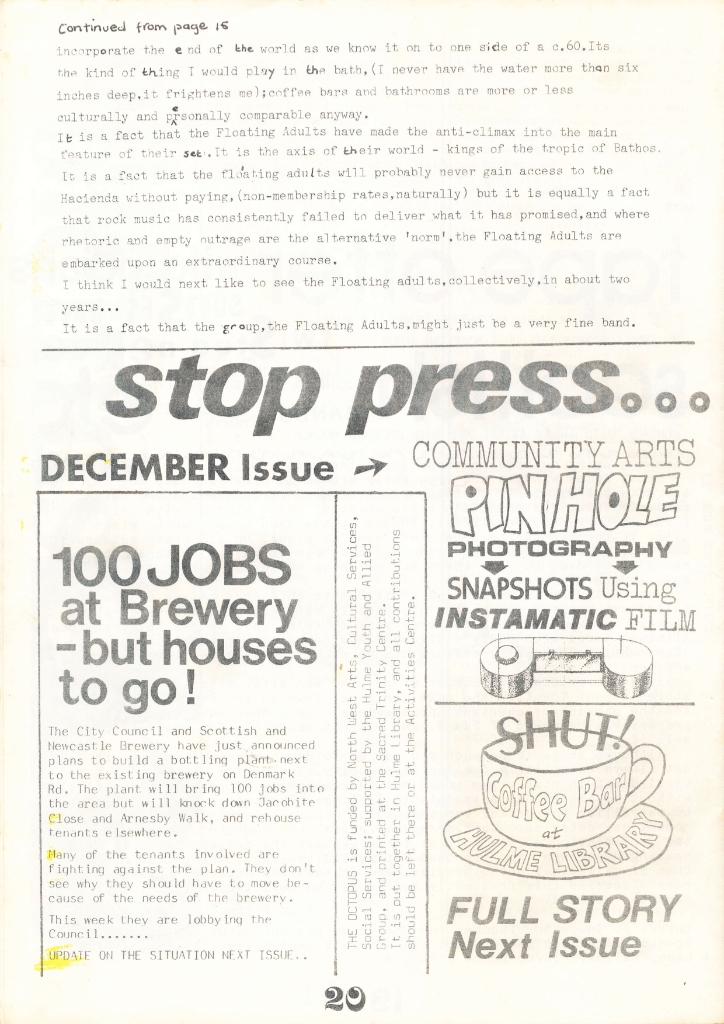 Continued from page 15
incorporate the end of the world as we know it on to one side of a c.60.Its
the kind of thing I would play in the bath,(I never have the water more than six
inches deep,it frightens me);coffee bars and bathrooms are more or less
culturally and personally comparable anyway.
It is a fact that the Floating Adults have made the anti-climax into the main
feature of their set.It is the axis of their world - kings of the tropic of Bathos.
It is a fact that the floating adults will probably never gain access to the
Hacienda without paying,(non-membership rates,naturally) but it is equally a fact
that rock music has consistently failed to deliver what it has promised,and where
rhetoric and empty outrage are the alternative 'norm',the Floating Adults are
embarked upon an extraordinary course.
I think I would next like to see the Floating adults,collectively,in about two
years...
It is a fact that the group,the Floating Adults,might just be a very fine band.
stop press...
DECEMBER Issue →
100 JOBS
at Brewery
-but houses
to go!
The City Council and Scottish and
Newcastle Brewery have just announced
plans to build a bottling plant next
to the existing brewery on Denmark
Rd. The plant will bring 100 jobs into
the area but will knock down Jacobite
Close and Arnesby Walk, and rehouse
tenants elsewhere.
Many of the tenants involved are
fighting against the plan. They don't
see why they should have to move be-
cause of the needs of the brewery.
This week they are lobbying the
Council.......
UPDATE ON THE SITUATION NEXT ISSUE..
THE OCTOPUS is funded by North West Arts, Cultural Services,
Social Services; supported by the Hulme Youth and Allied
Group, and printed at the Sacred Trinity Centre.
It is put together in Hulme Library, and all contributions
should be left there or at the Activities Centre.
COMMUNITY ARTS
PINHOLE
PHOTOGRAPHY
SNAPSHOTS Using
INSTAMATIC FILM
SHUT!
Coffee Bar
at
HULME LIBRARY
FULL STORY
Next Issue
20